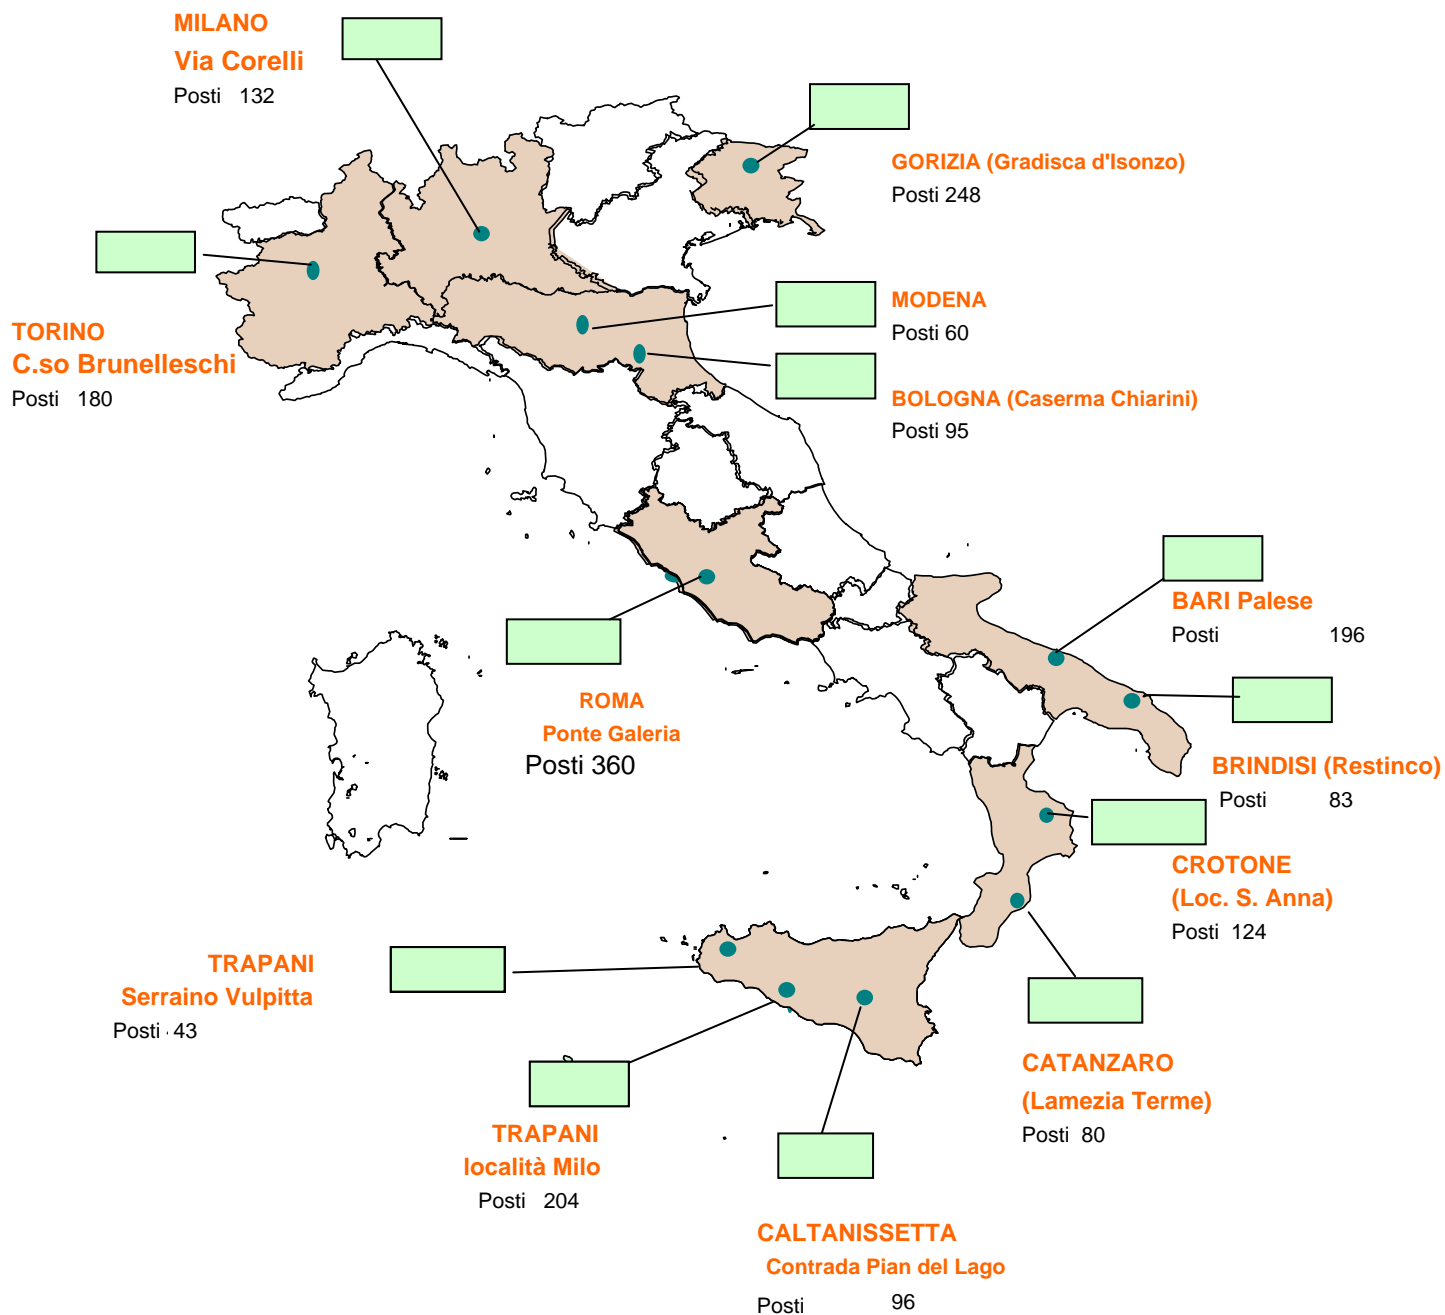 MILANO
Via Corelli
Posti 132
GORIZIA (Gradisca d'Isonzo)
Posti 248
MODENA
Posti 60
TORINO
C.so Brunelleschi
Posti 180
BOLOGNA (Caserma Chiarini)
Posti 95
BARI Palese
Posti 196
ROMA
Ponte Galeria
Posti 360
BRINDISI (Restinco)
Posti 83
CROTONE
(Loc. S. Anna)
Posti 124
TRAPANI
Serraino Vulpitta
Posti 43
CATANZARO
(Lamezia Terme)
Posti 80
TRAPANI
località Milo
Posti 204
CALTANISSETTA
Contrada Pian del Lago
Posti 96